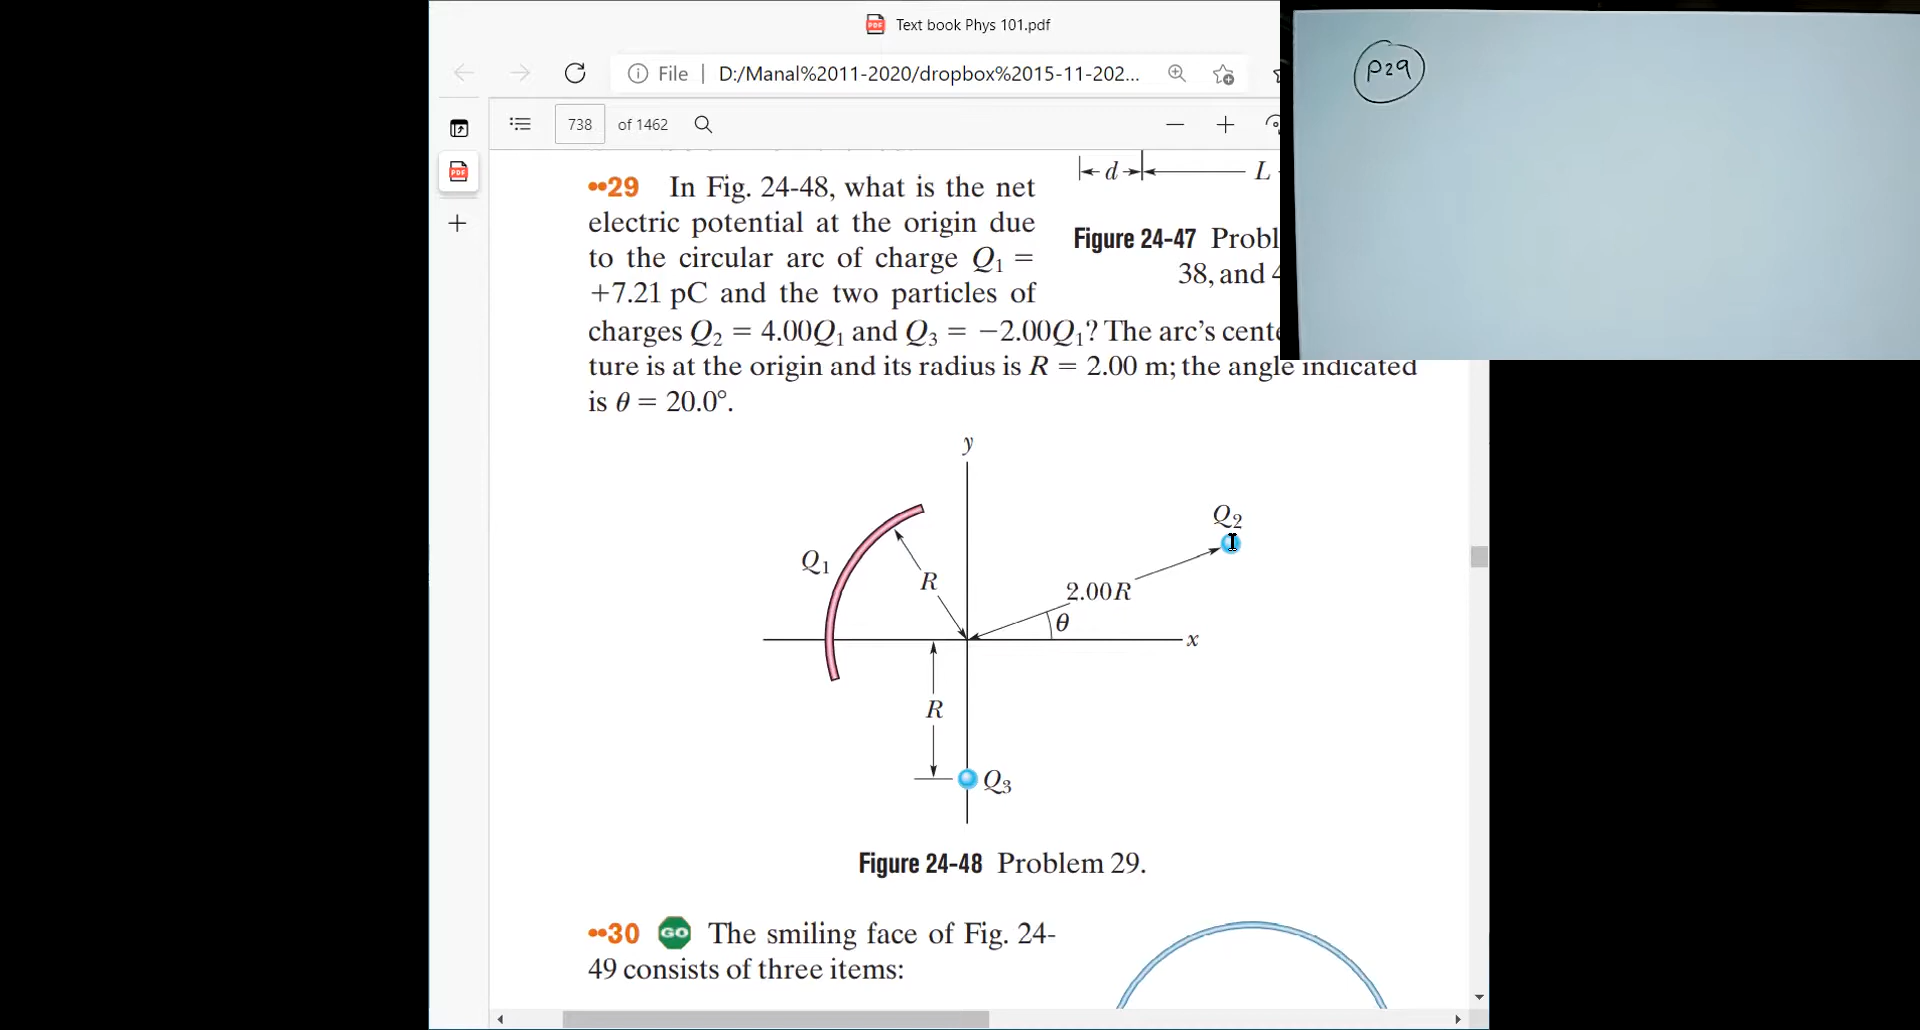 Text book Phys 101.pdf
File | D:/Manal%2011-2020/dropbox%2015-11-202...
738 of 1462
P29
••29 In Fig. 24-48, what is the net
electric potential at the origin due
to the circular arc of charge Q₁ =
+7.21 pC and the two particles of
charges Q₂ = 4.00Q₁ and Q₃ = −2.00Q₁? The arc's cente
ture is at the origin and its radius is R = 2.00 m; the angle indicated
is θ = 20.0°.
d L
Figure 24-47 Probl
38, and 4
y
Q₂
Q₁
R
2.00R
θ
x
R
Q₃
Figure 24-48 Problem 29.
••30 GO The smiling face of Fig. 24-
49 consists of three items: